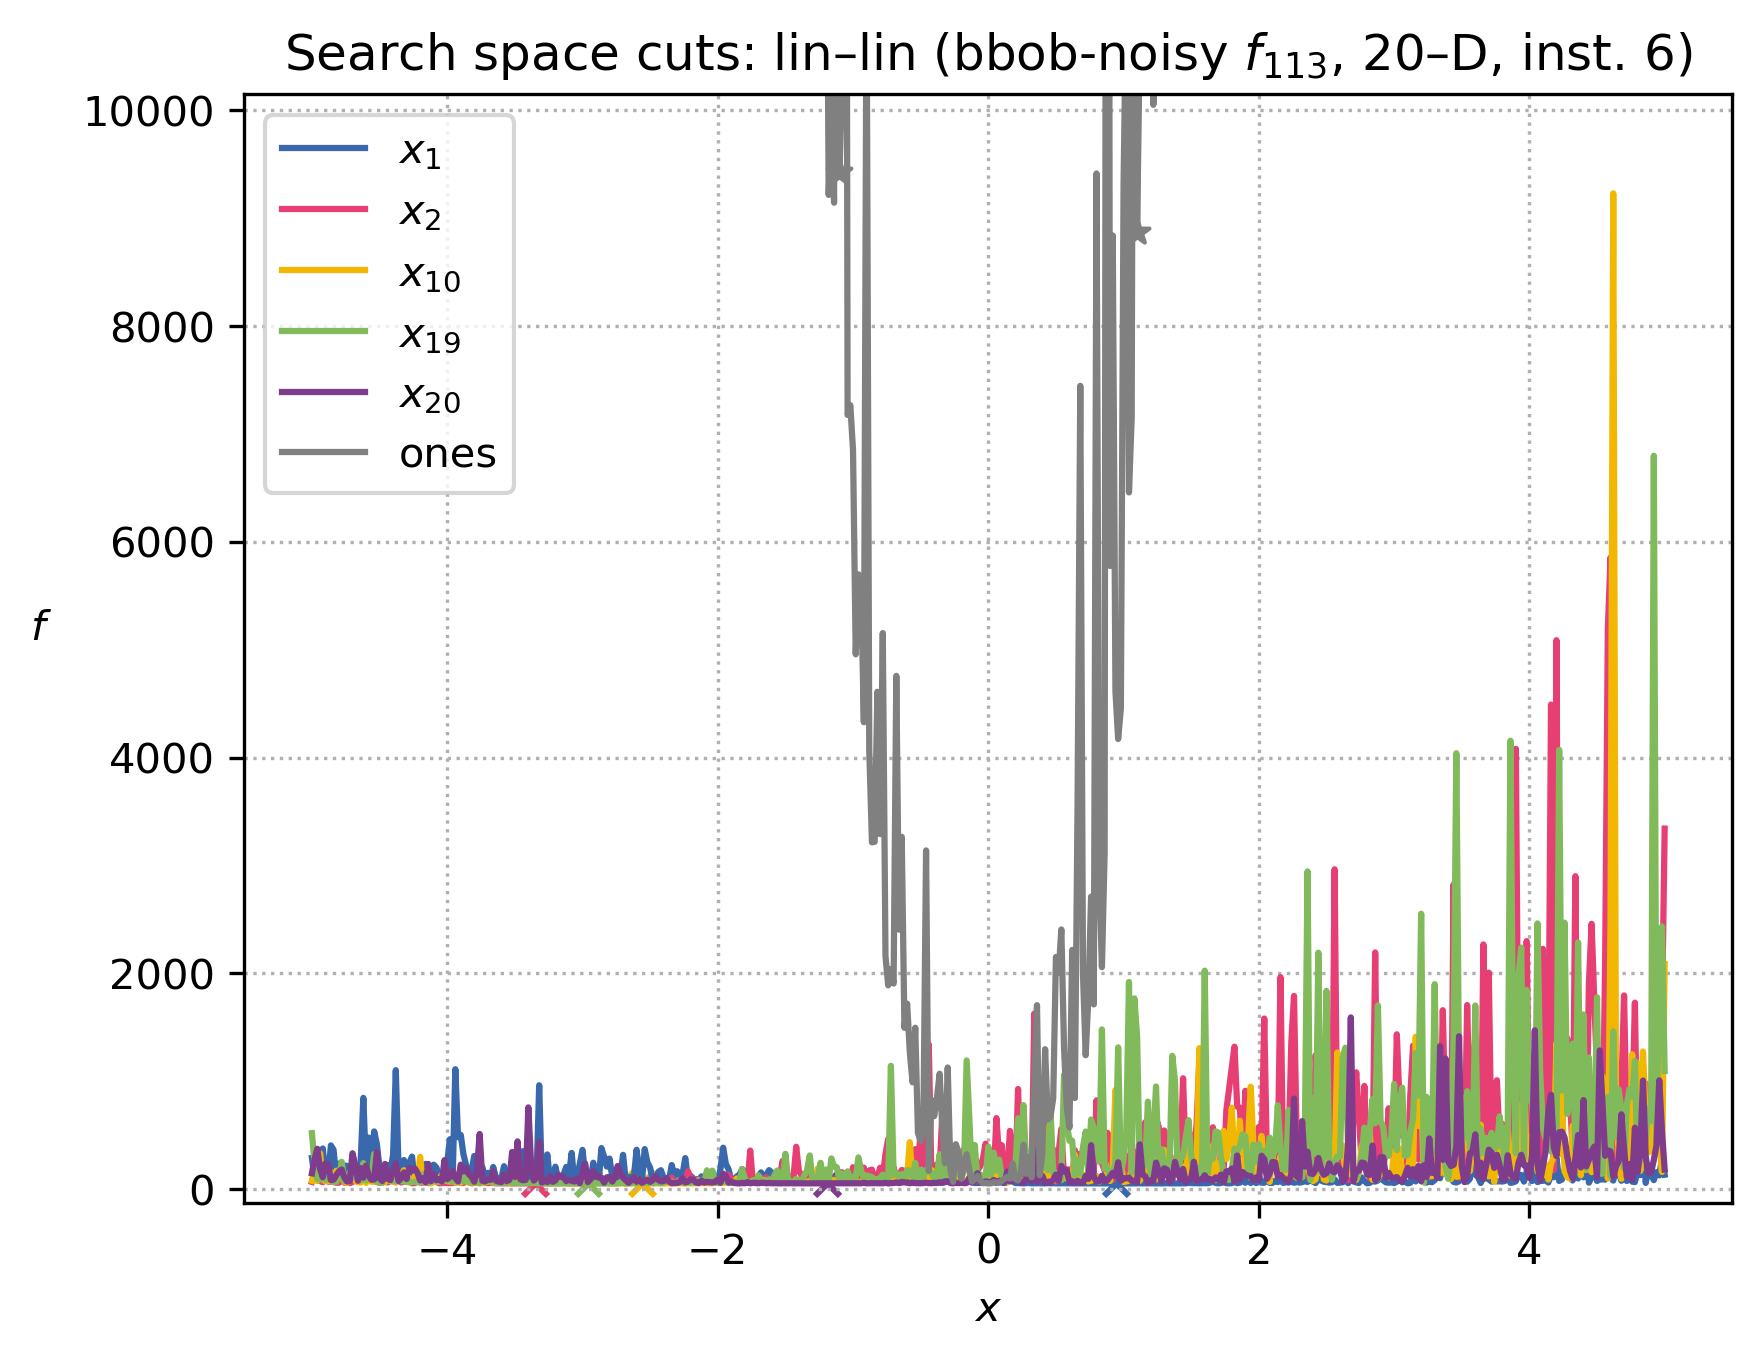 Search space cuts: lin–lin (bbob-noisy f₁₁₃, 20–D, inst. 6)
10000
8000
6000
4000
2000
0
f
x₁
x₂
x₁₀
x₁₉
x₂₀
ones
−4 −2 0 2 4
x